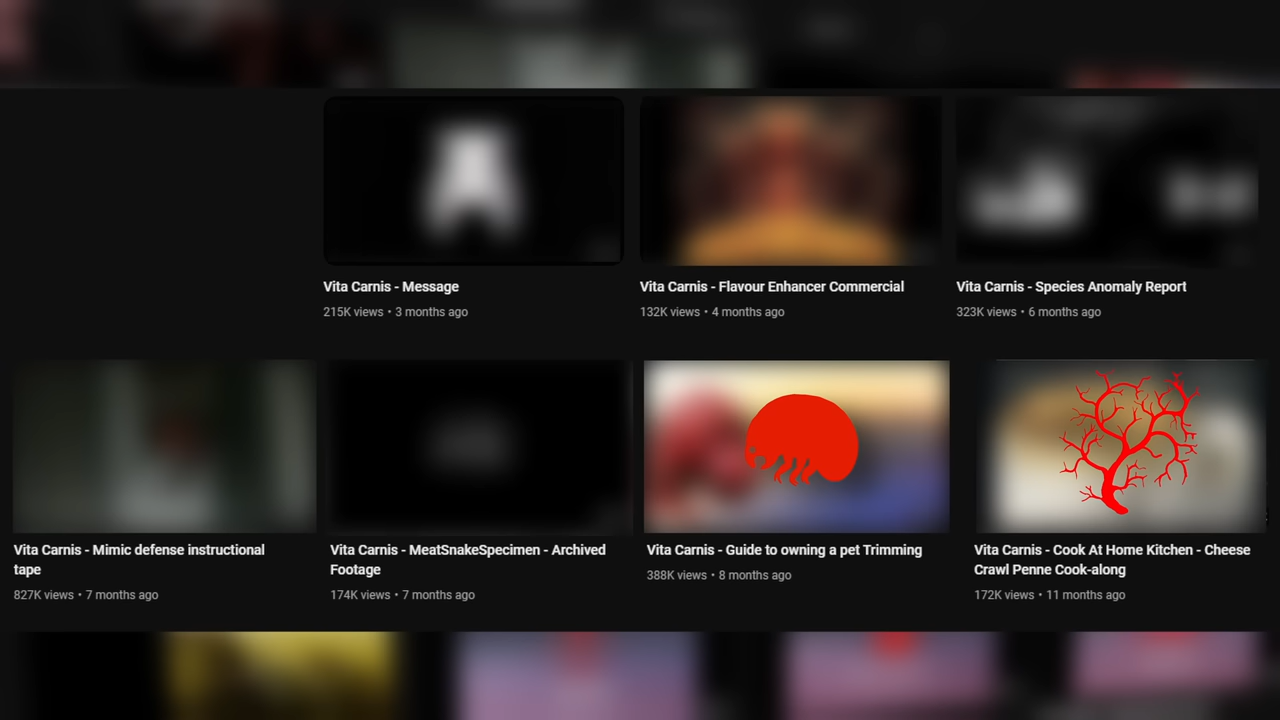 Vita Carnis - Message
215K views • 3 months ago
Vita Carnis - Flavour Enhancer Commercial
132K views • 4 months ago
Vita Carnis - Species Anomaly Report
323K views • 6 months ago
Vita Carnis - Mimic defense instructional
tape
827K views • 7 months ago
Vita Carnis - MeatSnakeSpecimen - Archived
Footage
174K views • 7 months ago
Vita Carnis - Guide to owning a pet Trimming
388K views • 8 months ago
Vita Carnis - Cook At Home Kitchen - Cheese
Crawl Penne Cook-along
172K views • 11 months ago